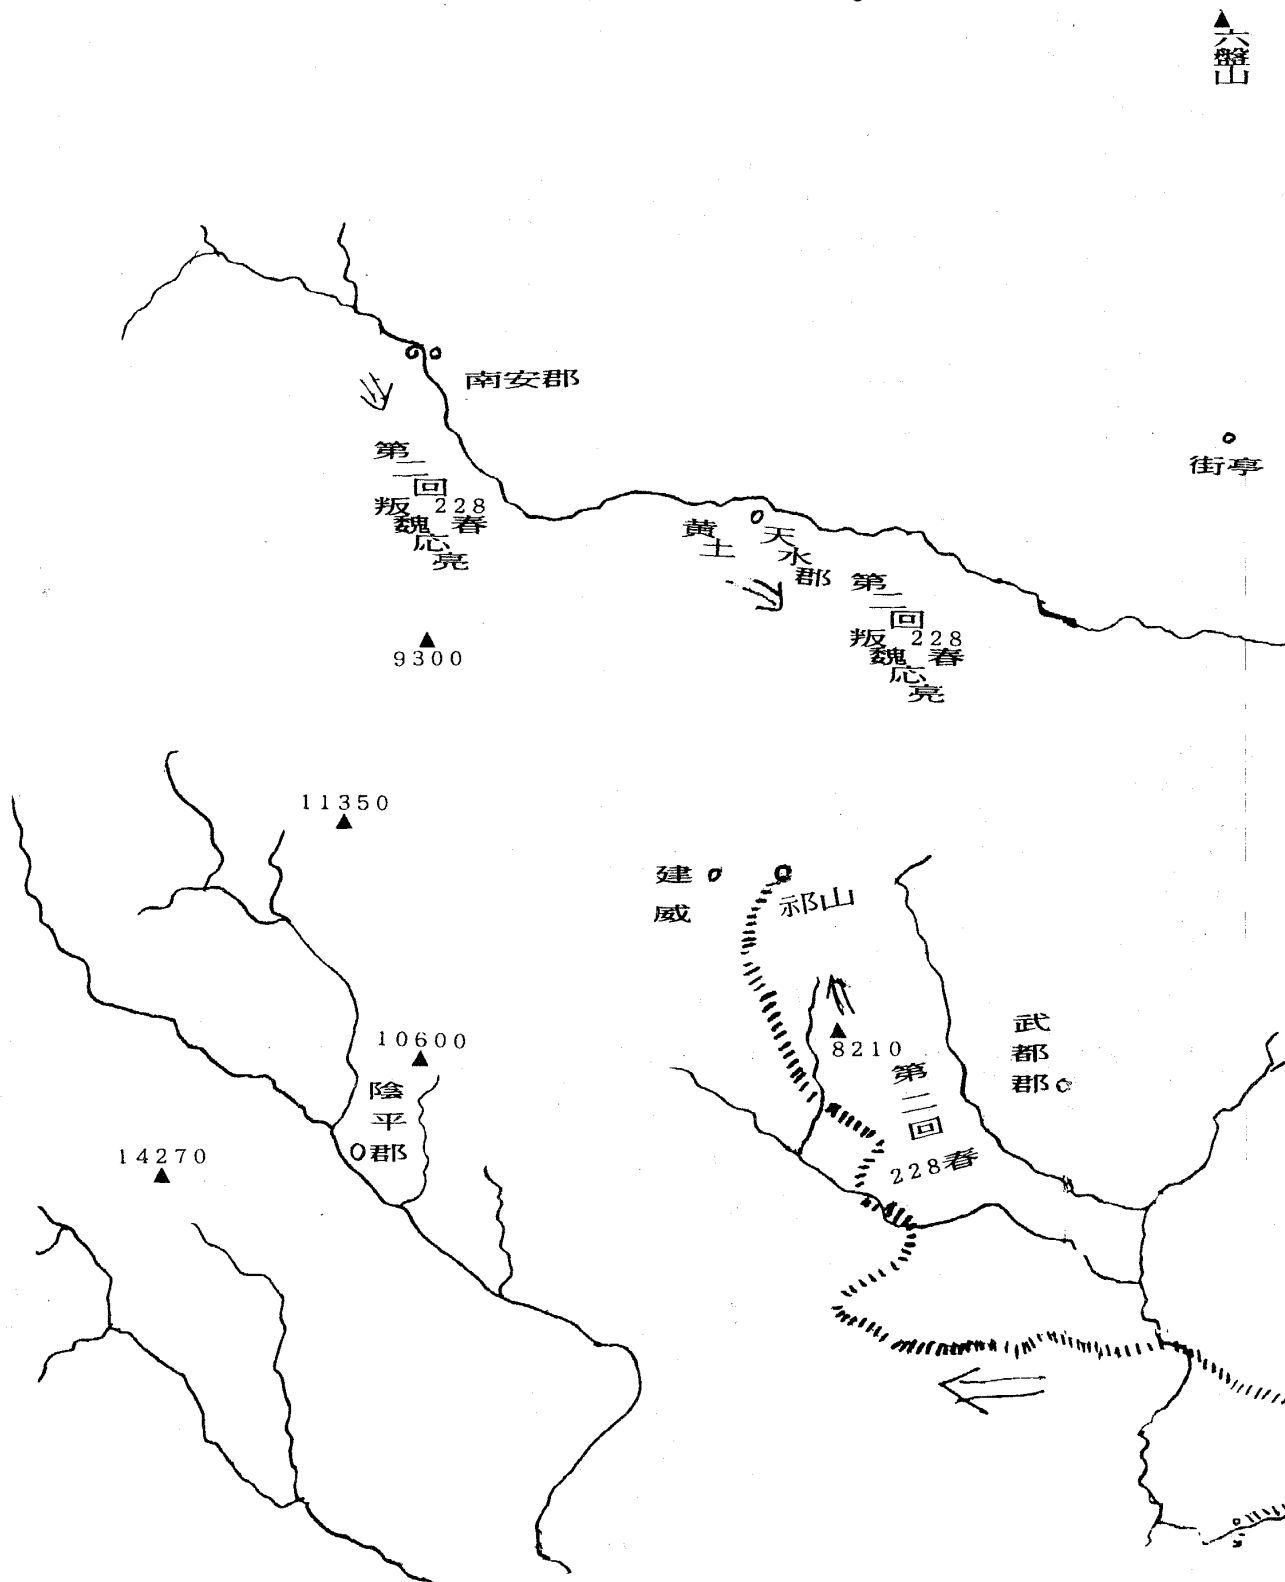 六盤山
南安郡
第二回
228春
叛魏応亮
街亭
黄土
天水郡
第二回
228春
叛魏応亮
9300
11350
建威
祁山
武都郡
8210
第二回
228春
10600
陰平郡
14270